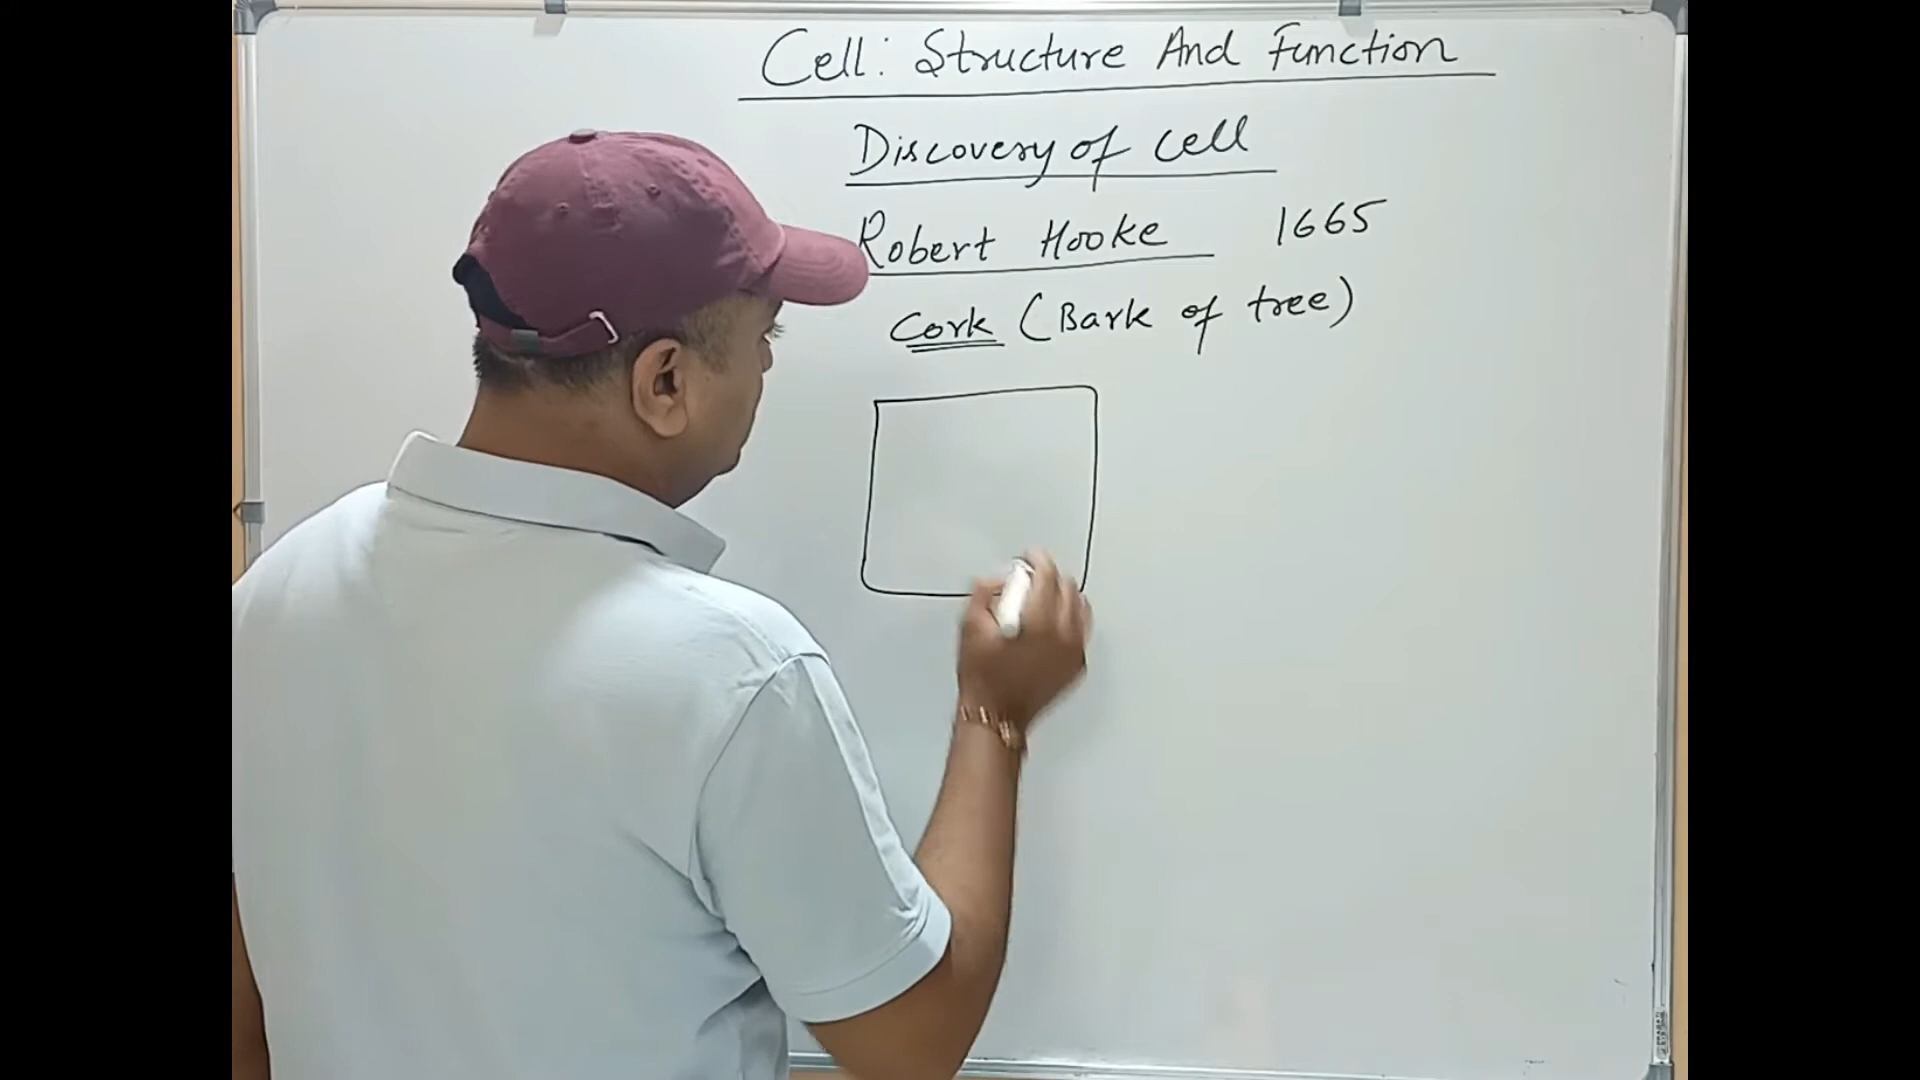 Cell: Structure And Function
Discovery of cell
Robert Hooke 1665
Cork (Bark of tree)